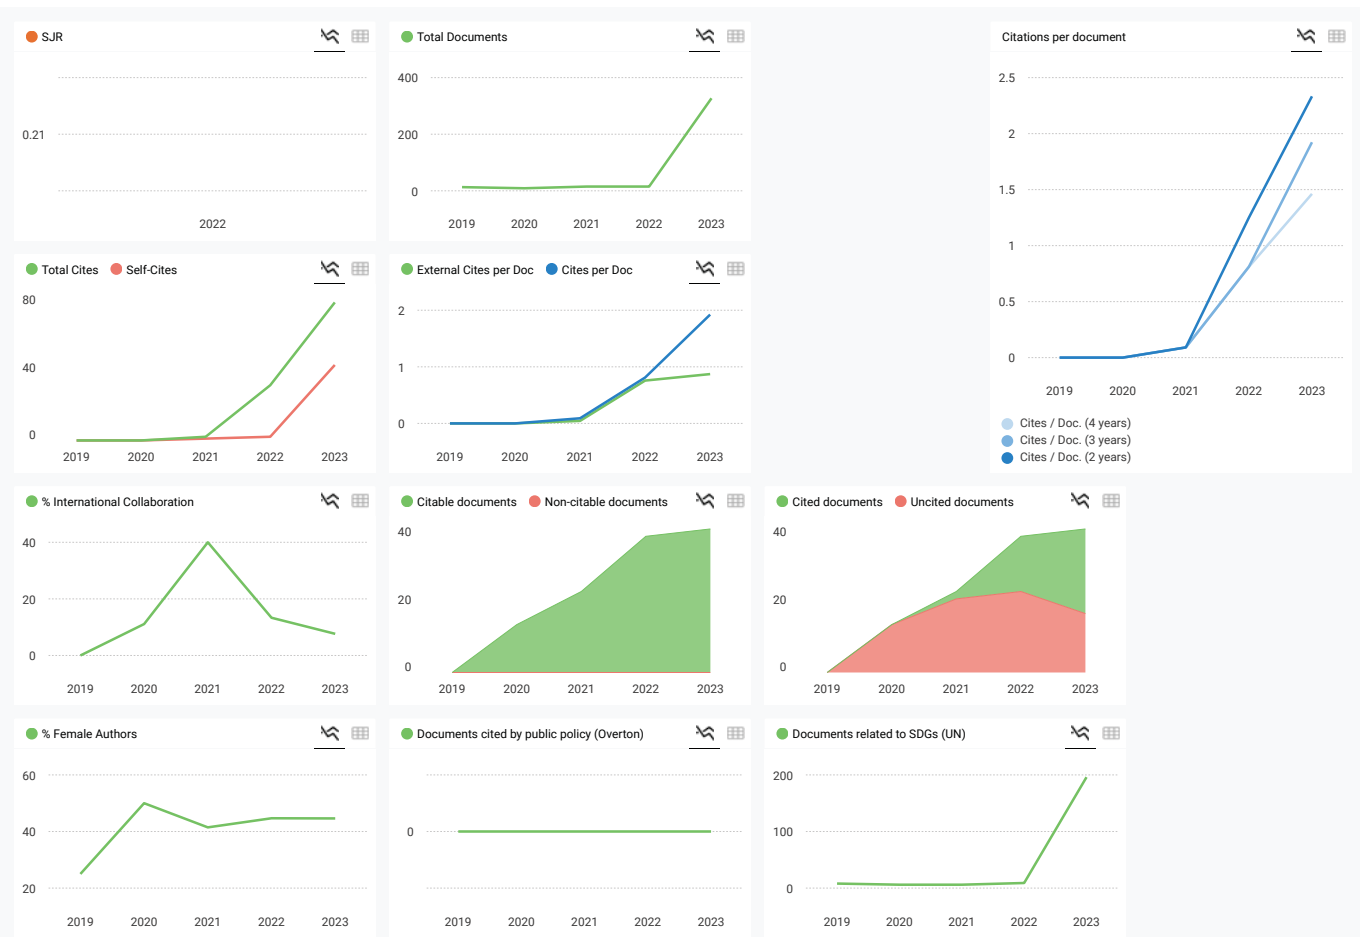 SJR
0.21
2022
Total Documents
400
200
0
2019 2020 2021 2022 2023
Citations per document
2.5
2
1.5
1
0.5
0
2019 2020 2021 2022 2023
Cites / Doc. (4 years)
Cites / Doc. (3 years)
Cites / Doc. (2 years)
Total Cites Self-Cites
80
40
0
2019 2020 2021 2022 2023
External Cites per Doc Cites per Doc
2
1
0
2019 2020 2021 2022 2023
% International Collaboration
40
20
0
2019 2020 2021 2022 2023
Citable documents Non-citable documents
40
20
0
2019 2020 2021 2022 2023
Cited documents Uncited documents
40
20
0
2019 2020 2021 2022 2023
% Female Authors
60
40
20
2019 2020 2021 2022 2023
Documents cited by public policy (Overton)
0
2019 2020 2021 2022 2023
Documents related to SDGs (UN)
200
100
0
2019 2020 2021 2022 2023